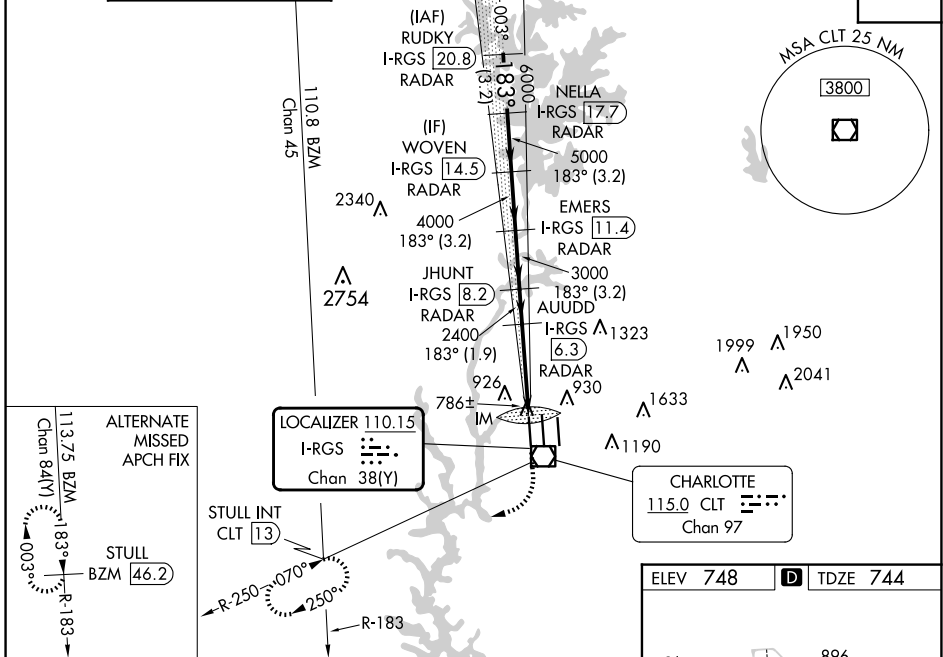 (IAF)
RUDKY
I-RGS 20.8
RADAR
003°
183°
(3.2)
6000
MSA CLT 25 NM
3800
110.8 BZM
Chan 45
NELLA
I-RGS 17.7
RADAR
(IF)
WOVEN
I-RGS 14.5
RADAR
5000
183° (3.2)
2340
4000
183° (3.2)
EMERS
I-RGS 11.4
RADAR
2754
JHUNT
I-RGS 8.2
RADAR
3000
183° (3.2)
2400
183° (1.9)
AUUDD
I-RGS
6.3
RADAR
1323
1999
1950
2041
926
930
786±
IM
1633
1190
113.75 BZM
Chan 84(Y)
ALTERNATE
MISSED
APCH FIX
183°
003°
STULL
BZM 46.2
R-183
LOCALIZER 110.15
I-RGS
Chan 38(Y)
CHARLOTTE
115.0 CLT
Chan 97
STULL INT
CLT 13
R-250
070°
250°
R-183
ELEV 748
D
TDZE 744
896